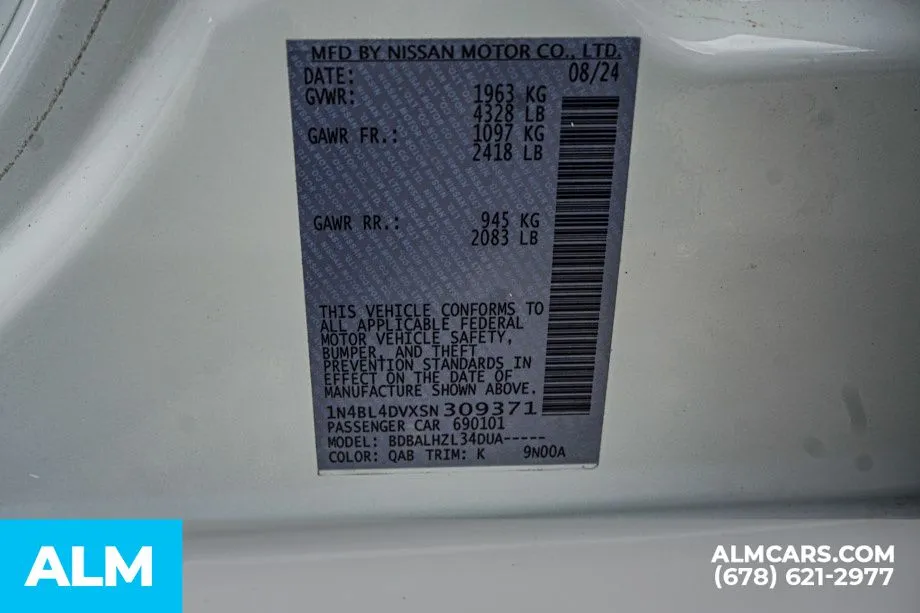 MFD BY NISSAN MOTOR CO., LTD.
DATE: 08/24
GVWR: 1963 KG
4328 LB
GAWR FR.: 1097 KG
2418 LB
GAWR RR.: 945 KG
2083 LB
THIS VEHICLE CONFORMS TO
ALL APPLICABLE FEDERAL
MOTOR VEHICLE SAFETY,
BUMPER, AND THEFT
PREVENTION STANDARDS IN
EFFECT ON THE DATE OF
MANUFACTURE SHOWN ABOVE.
1N4BL4DVXSN309371
PASSENGER CAR 690101
MODEL: BDBALHZL34DUA-----
COLOR: QAB TRIM: K 9N00A
ALM
ALMCARS.COM
(678) 621-2977